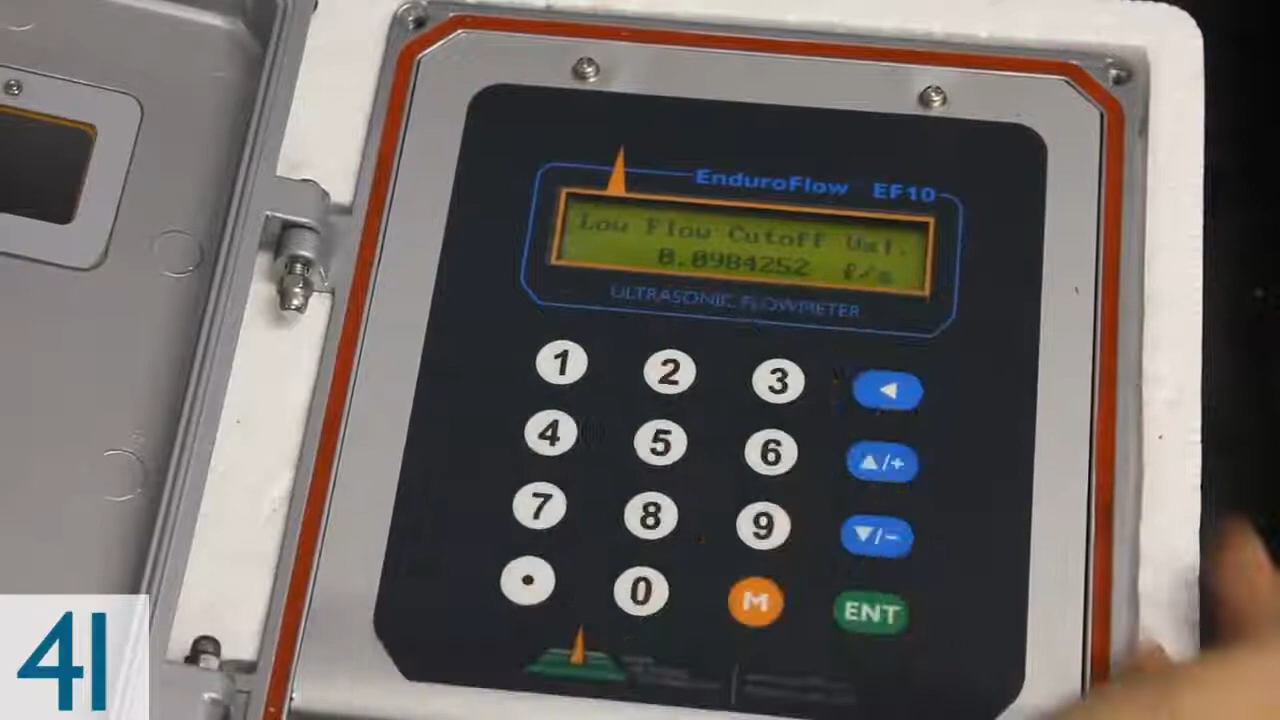 EnduroFlow EF10
Low Flow Cutoff Val.
0.0984252 f/s
ULTRASONIC FLOWMETER
1 2 3 ◀
4 5 6 ▲/+
7 8 9 ▼/-
• 0 M ENT
41